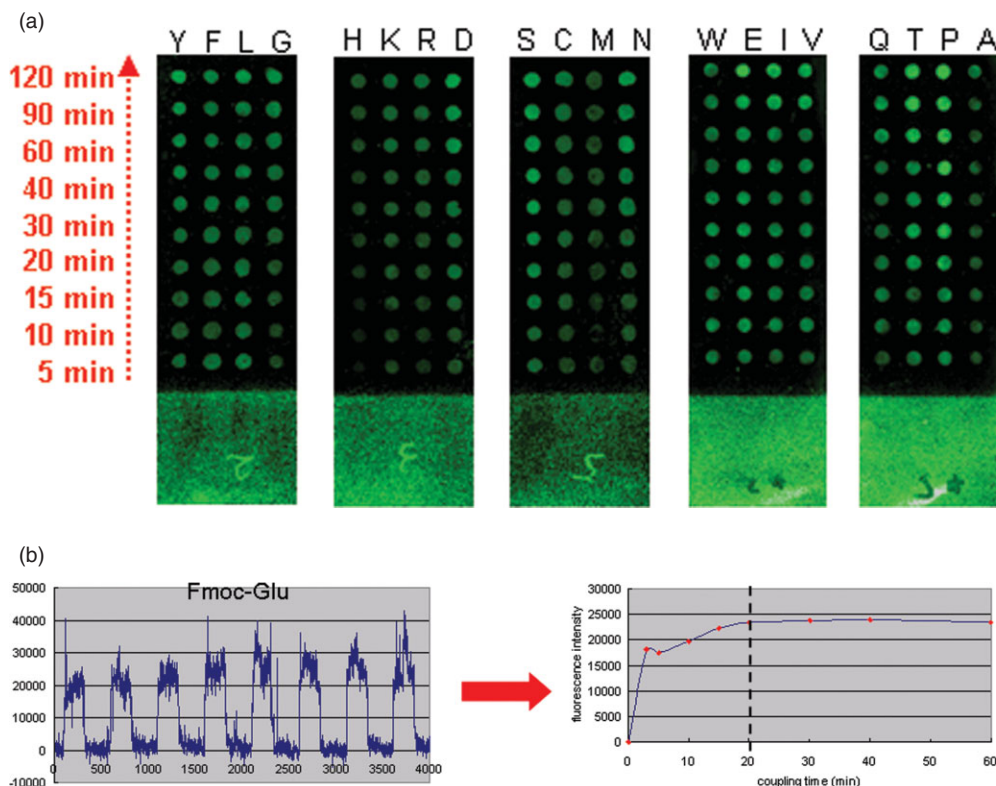 (a)
Y F L G
H K R D
S C M N
W E I V
Q T P A
120 min
90 min
60 min
40 min
30 min
20 min
15 min
10 min
5 min
(b)
Fmoc-Glu
50000
40000
30000
20000
10000
0
-10000
0 500 1000 1500 2000 2500 3000 3500 4000
30000
25000
20000
15000
10000
5000
0
fluorescence intensity
0 10 20 30 40 50 60
coupling time (min)